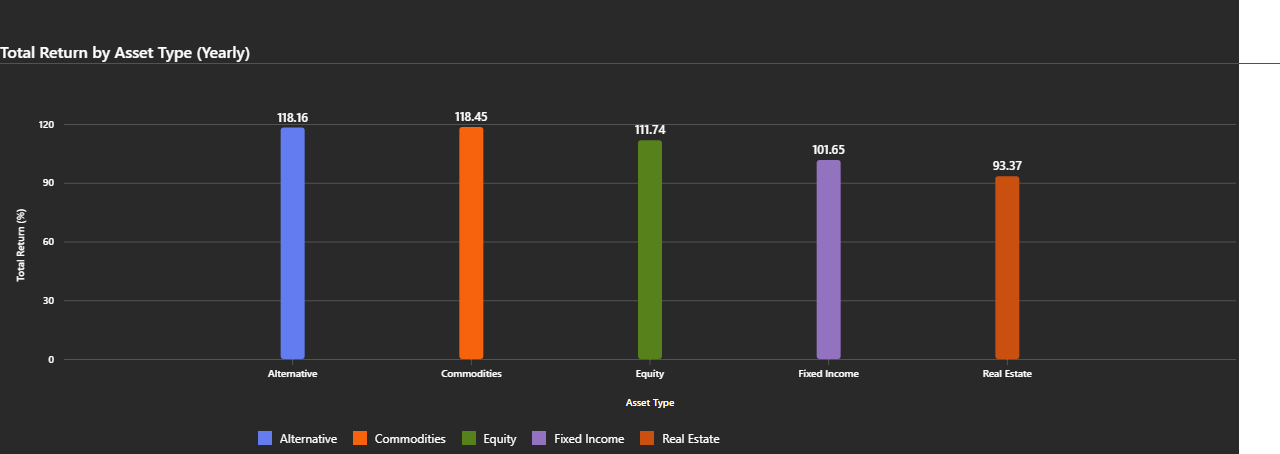 Total Return by Asset Type (Yearly)
118.16
118.45
111.74
101.65
93.37
120
90
60
30
0
Total Return (%)
Alternative
Commodities
Equity
Fixed Income
Real Estate
Asset Type
Alternative
Commodities
Equity
Fixed Income
Real Estate